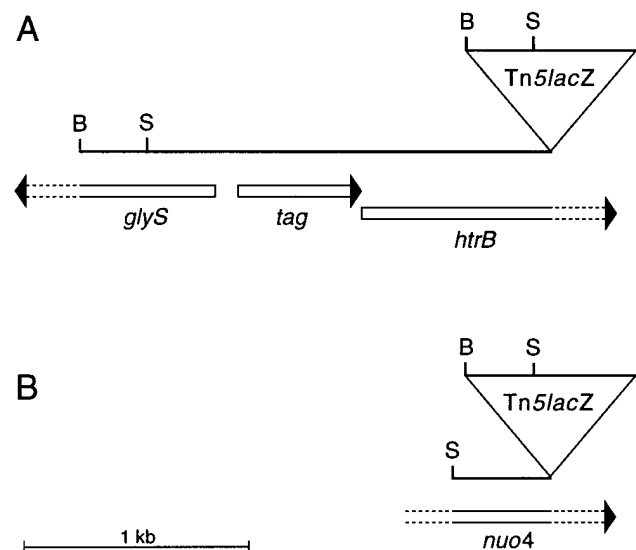 A
B S
Tn5lacZ
B S
glyS tag
htrB
B S
B
Tn5lacZ
S
1 kb
nuo4